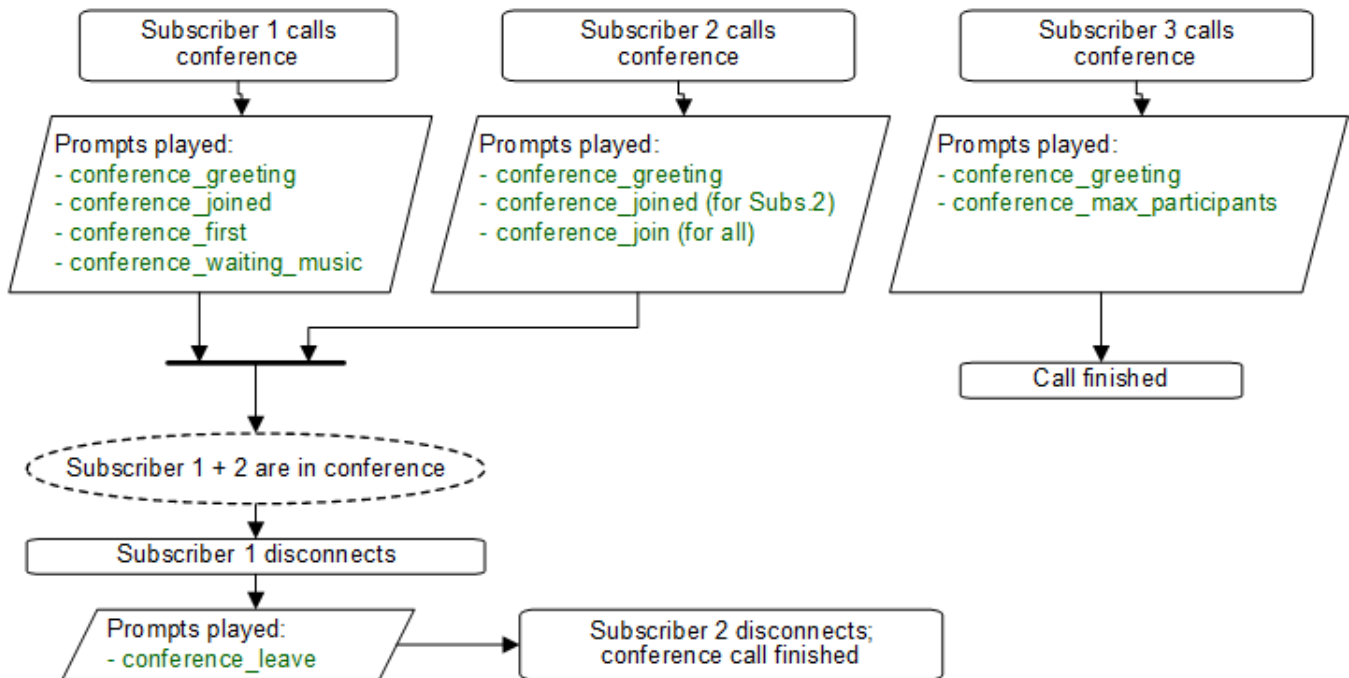 Subscriber 1 calls
conference
Subscriber 2 calls
conference
Subscriber 3 calls
conference
Prompts played:
- conference_greeting
- conference_joined
- conference_first
- conference_waiting_music
Prompts played:
- conference_greeting
- conference_joined (for Subs.2)
- conference_join (for all)
Prompts played:
- conference_greeting
- conference_max_participants
Call finished
Subscriber 1 + 2 are in conference
Subscriber 1 disconnects
Prompts played:
- conference_leave
Subscriber 2 disconnects;
conference call finished